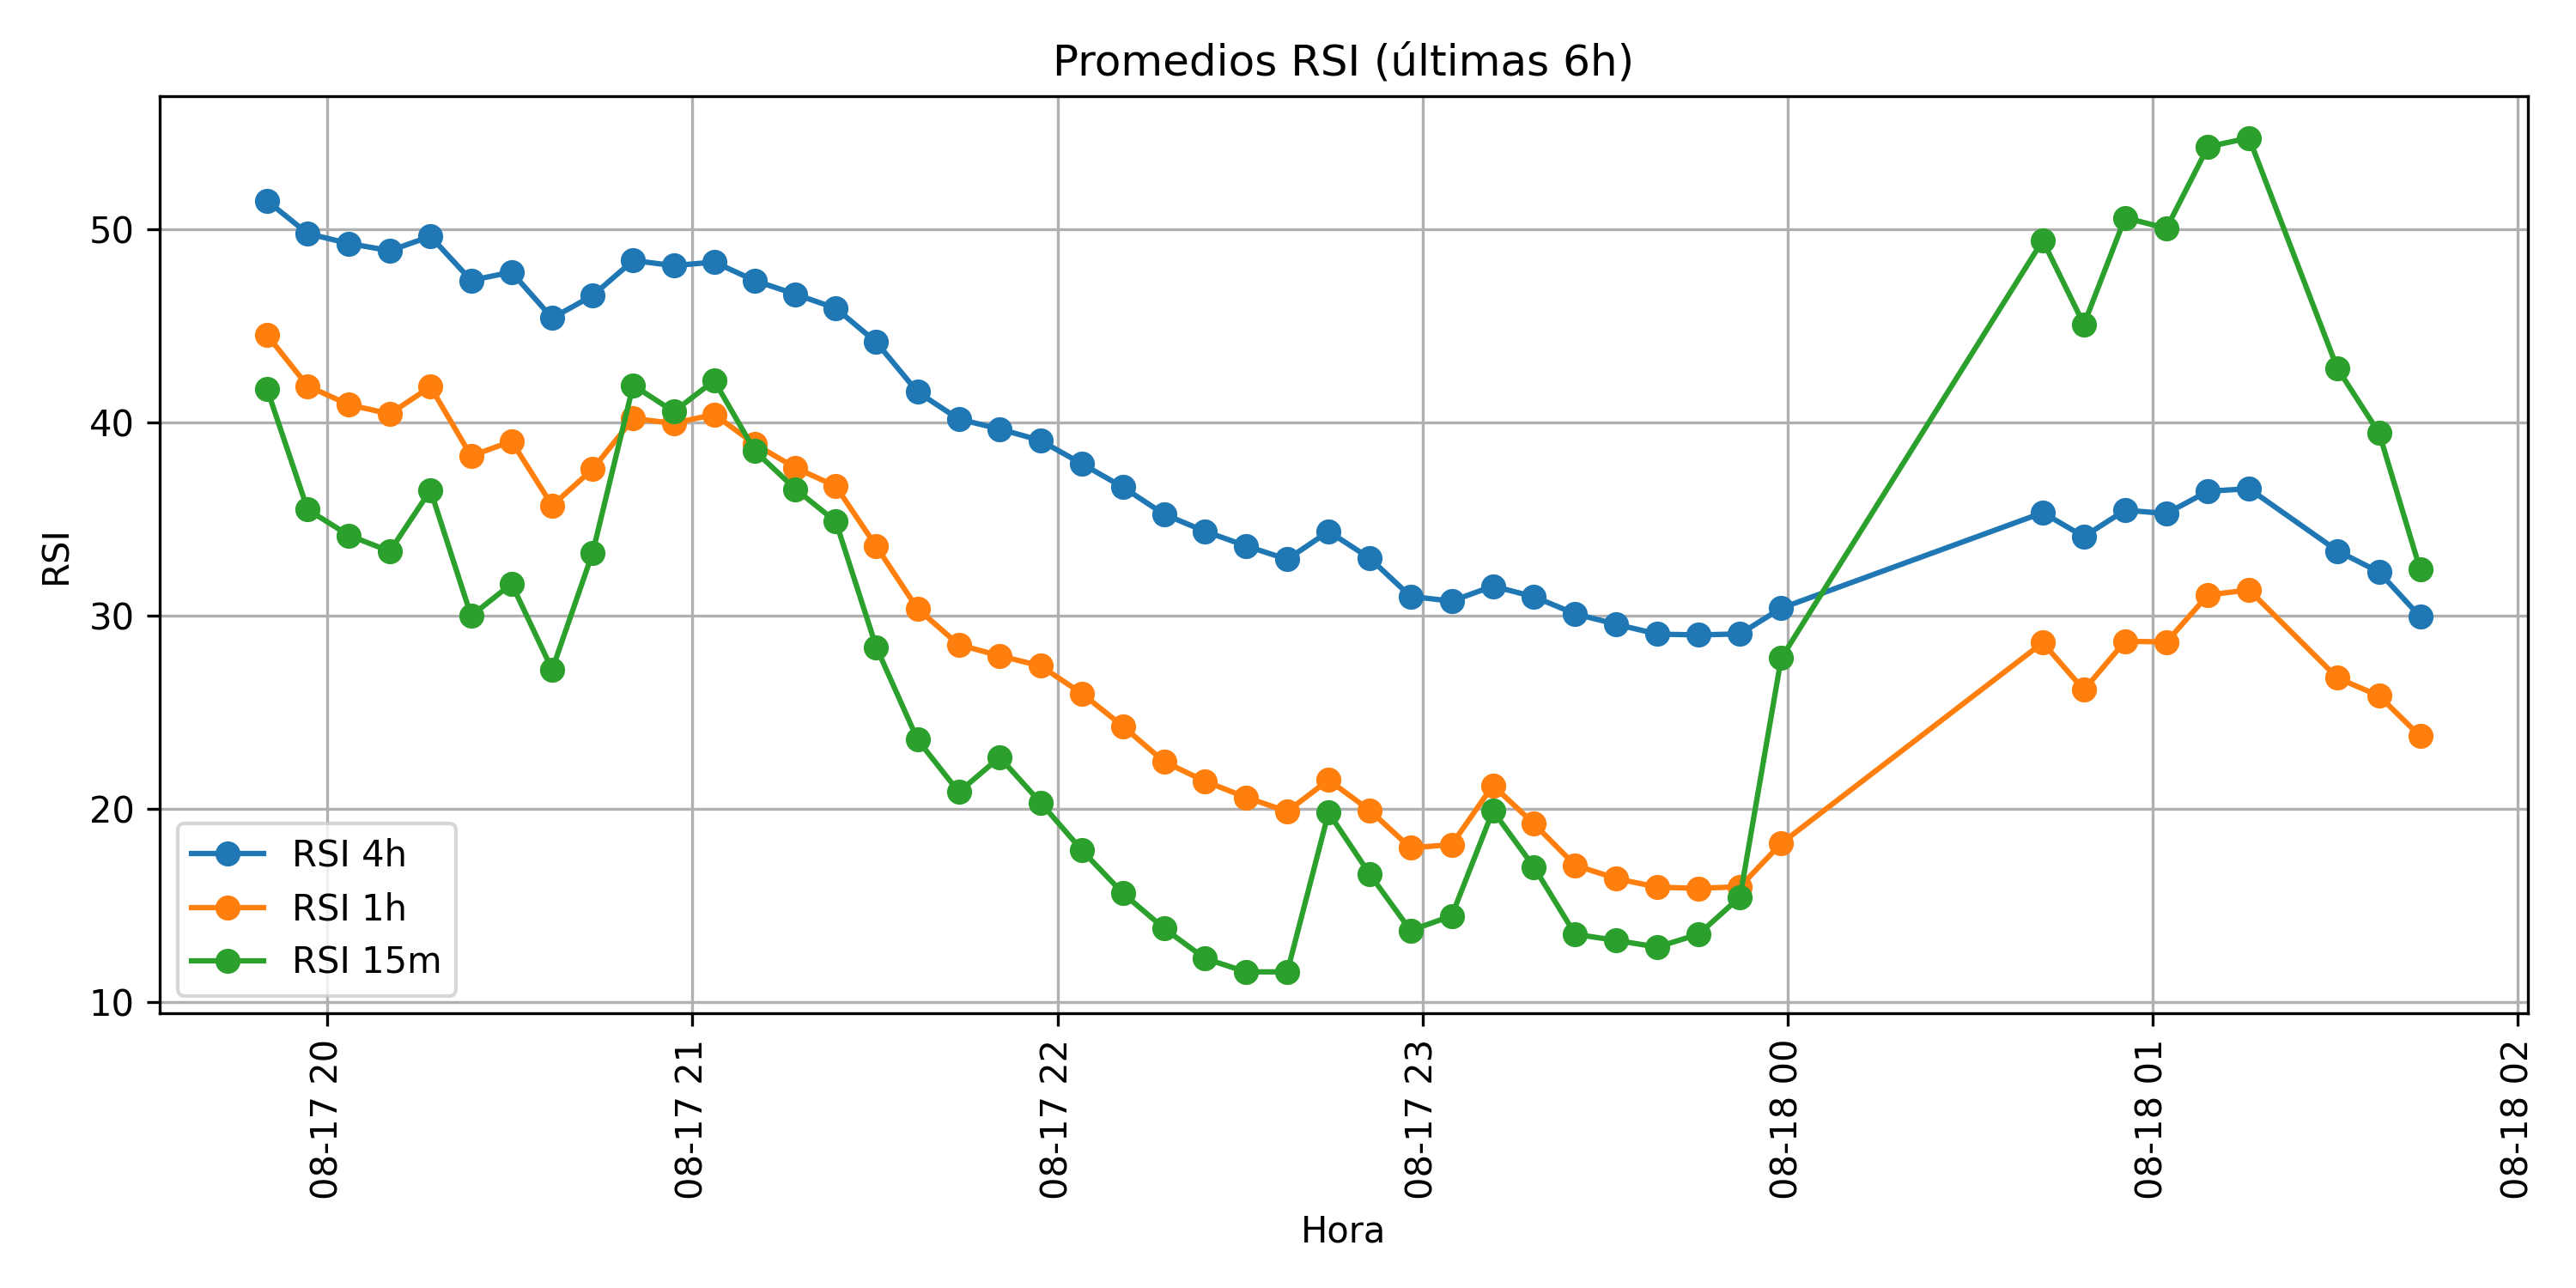 Promedios RSI (últimas 6h)
RSI
50
40
30
20
10
RSI 4h
RSI 1h
RSI 15m
08-17 20
08-17 21
08-17 22
08-17 23
08-18 00
08-18 01
08-18 02
Hora